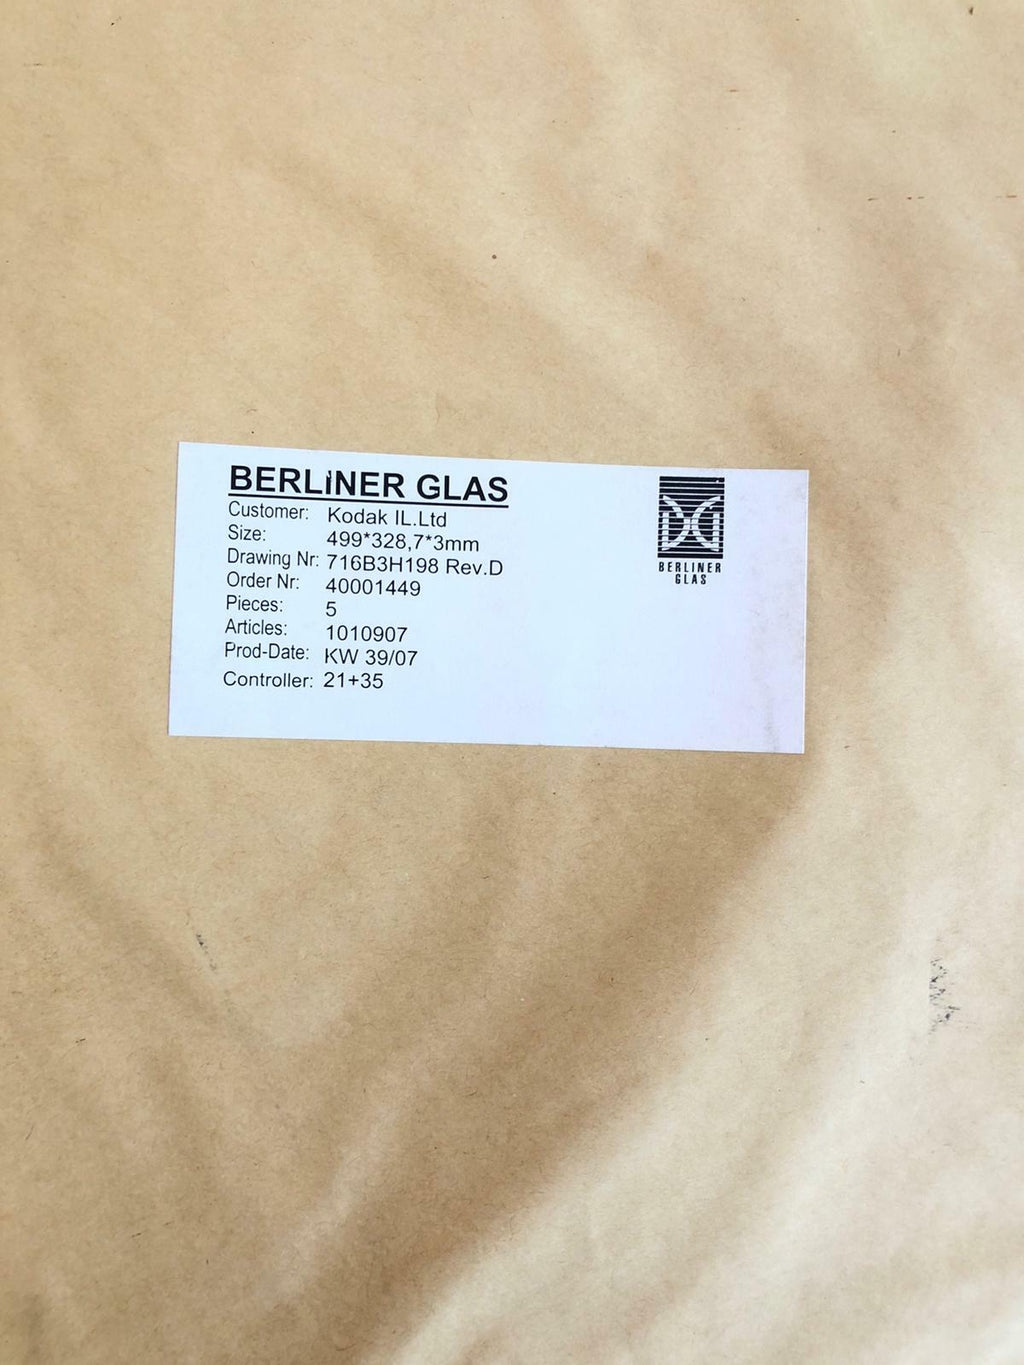 BERLINER GLAS
Customer: Kodak IL.Ltd
Size: 499*328,7*3mm
Drawing Nr: 716B3H198 Rev.D
Order Nr: 40001449
Pieces: 5
Articles: 1010907
Prod-Date: KW 39/07
Controller: 21+35
BERLINER
GLAS